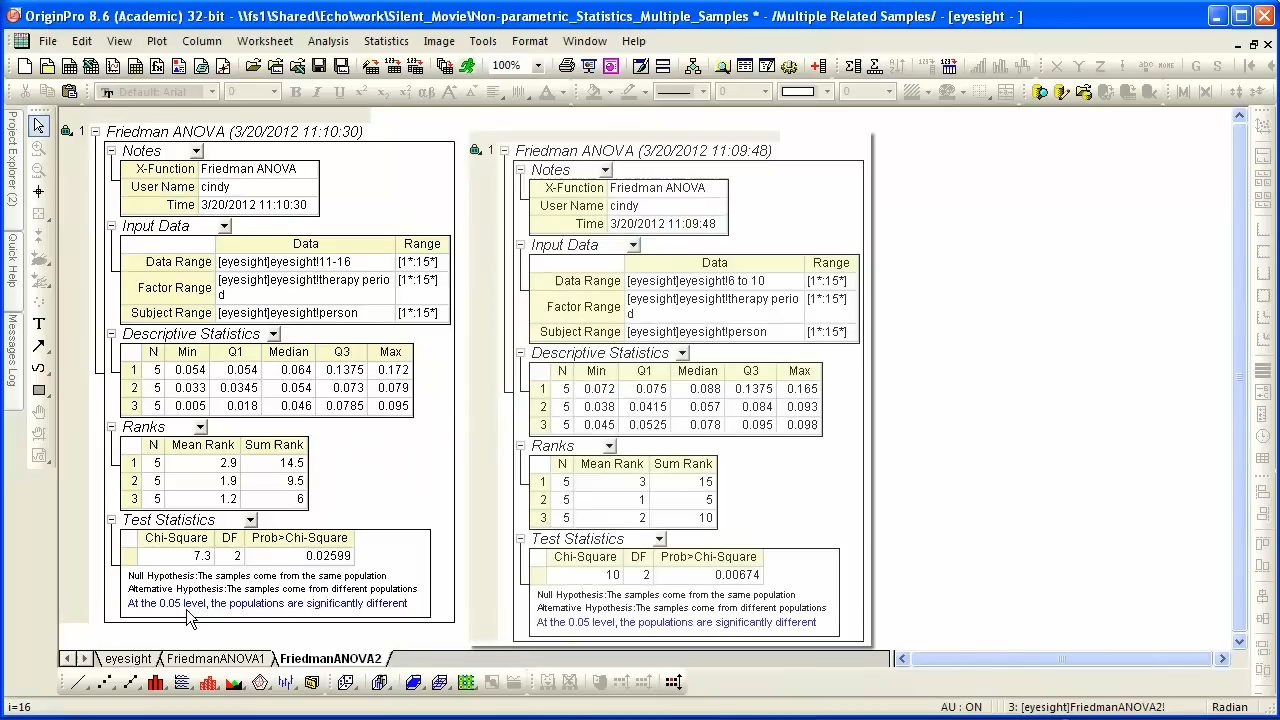 OriginPro 8.6 (Academic) 32-bit - \\fs1\Shared\Echo\work\Silent_Movie\Non-parametric_Statistics_Multiple_Samples * - /Multiple Related Samples/ - [eyesight - ]
File Edit View Plot Column Worksheet Analysis Statistics Image Tools Format Window Help
100%
Default: Arial 0 0 0
Project Explorer (2)
Quick Help
Messages Log
1 Friedman ANOVA (3/20/2012 11:10:30)
Notes
X-Function Friedman ANOVA
User Name cindy
Time 3/20/2012 11:10:30
Input Data
Data Range
Data Range [eyesight]eyesight!11-16 [1*:15*]
Factor Range [eyesight]eyesight!therapy perio
d [1*:15*]
Subject Range [eyesight]eyesight!person [1*:15*]
Descriptive Statistics
N Min Q1 Median Q3 Max
1 5 0.054 0.054 0.064 0.1375 0.172
2 5 0.033 0.0345 0.054 0.073 0.079
3 5 0.005 0.018 0.046 0.0785 0.095
Ranks
N Mean Rank Sum Rank
1 5 2.9 14.5
2 5 1.9 9.5
3 5 1.2 6
Test Statistics
Chi-Square DF Prob>Chi-Square
7.3 2 0.02599
Null Hypothesis:The samples come from the same population
Alternative Hypothesis:The samples come from different populations
At the 0.05 level, the populations are significantly different
1 Friedman ANOVA (3/20/2012 11:09:48)
Notes
X-Function Friedman ANOVA
User Name cindy
Time 3/20/2012 11:09:48
Input Data
Data Range
Data Range [eyesight]eyesight!6 to 10 [1*:15*]
Factor Range [eyesight]eyesight!therapy perio
d [1*:15*]
Subject Range [eyesight]eyesight!person [1*:15*]
Descriptive Statistics
N Min Q1 Median Q3 Max
1 5 0.072 0.075 0.1375
2 5 0.038 0.0415 0.057 0.084 0.093
3 5 0.045 0.0525 0.078 0.095 0.098
Ranks
N Mean Rank Sum Rank
1 5 3 15
2 5 1 5
3 5 2 10
Test Statistics
Chi-Square DF Prob>Chi-Square
10 2 0.00674
Null Hypothesis:The samples come from the same population
Alternative Hypothesis:The samples come from different populations
At the 0.05 level, the populations are significantly different
eyesight FriedmanANOVA1 FriedmanANOVA2
i=16 AU : ON 3: [eyesight]FriedmanANOVA2! Radian